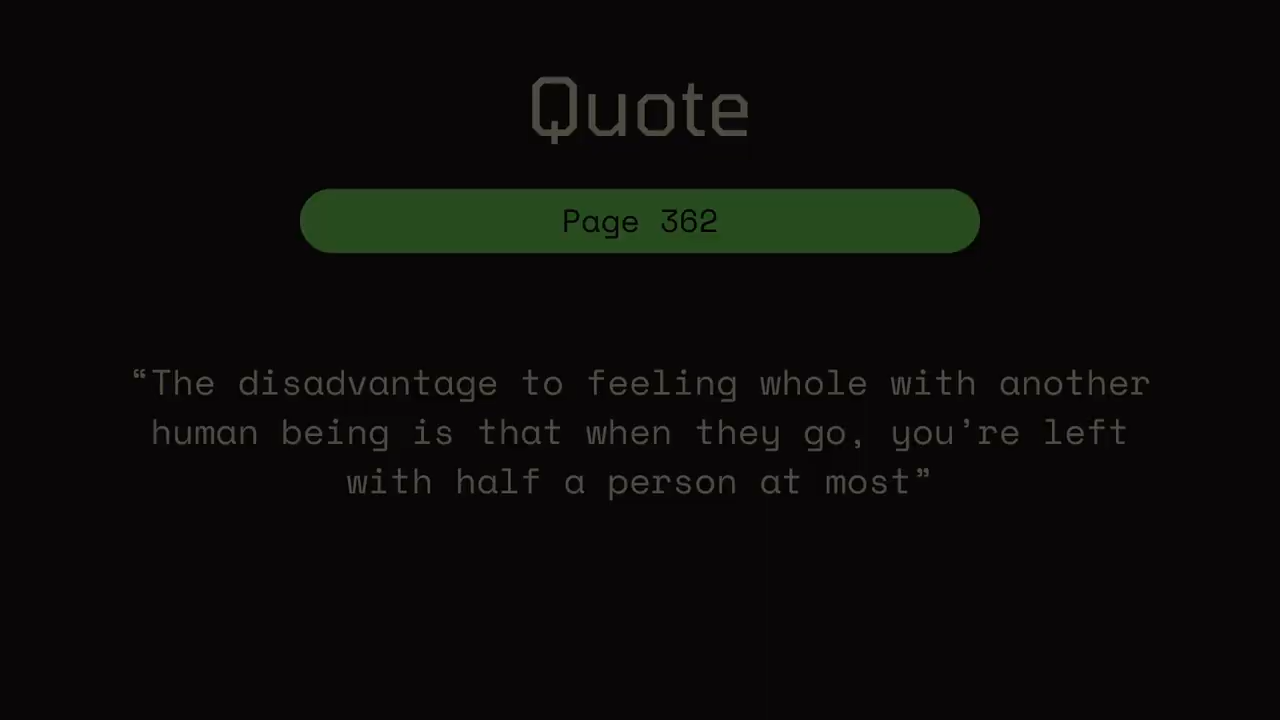 Quote
Page 362
“The disadvantage to feeling whole with another
human being is that when they go, you’re left
with half a person at most”